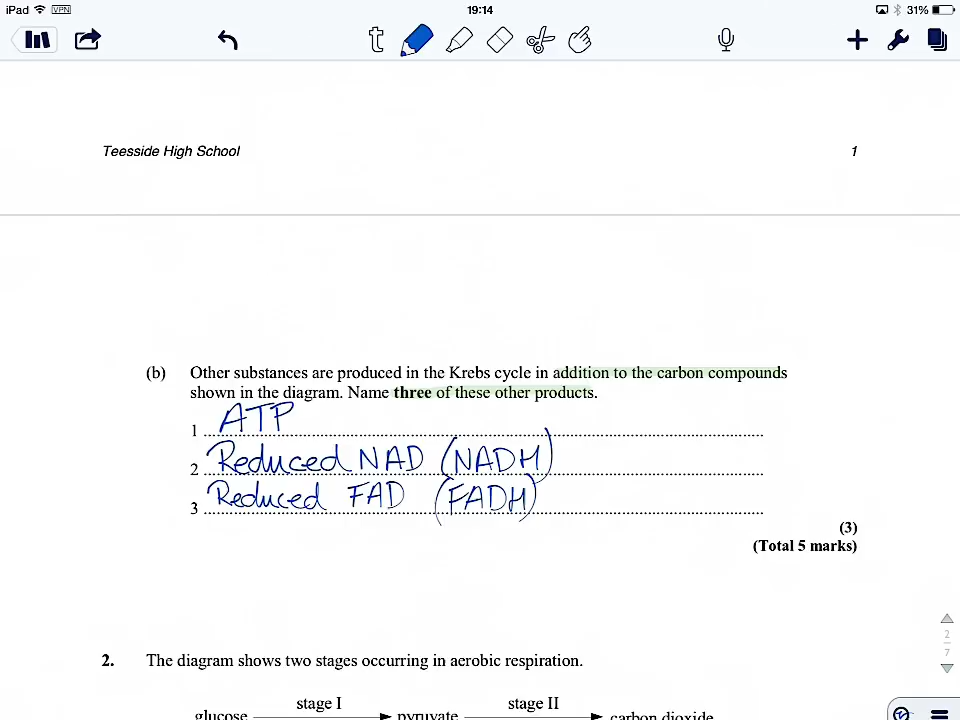 iPad VPN 19:14 31%
t
Teesside High School 1
(b) Other substances are produced in the Krebs cycle in addition to the carbon compounds
shown in the diagram. Name three of these other products.
1 ATP
2 Reduced NAD (NADH)
3 Reduced FAD (FADH)
(3)
(Total 5 marks)
2
7
2. The diagram shows two stages occurring in aerobic respiration.
stage I stage II
glucose pyruvate carbon dioxide